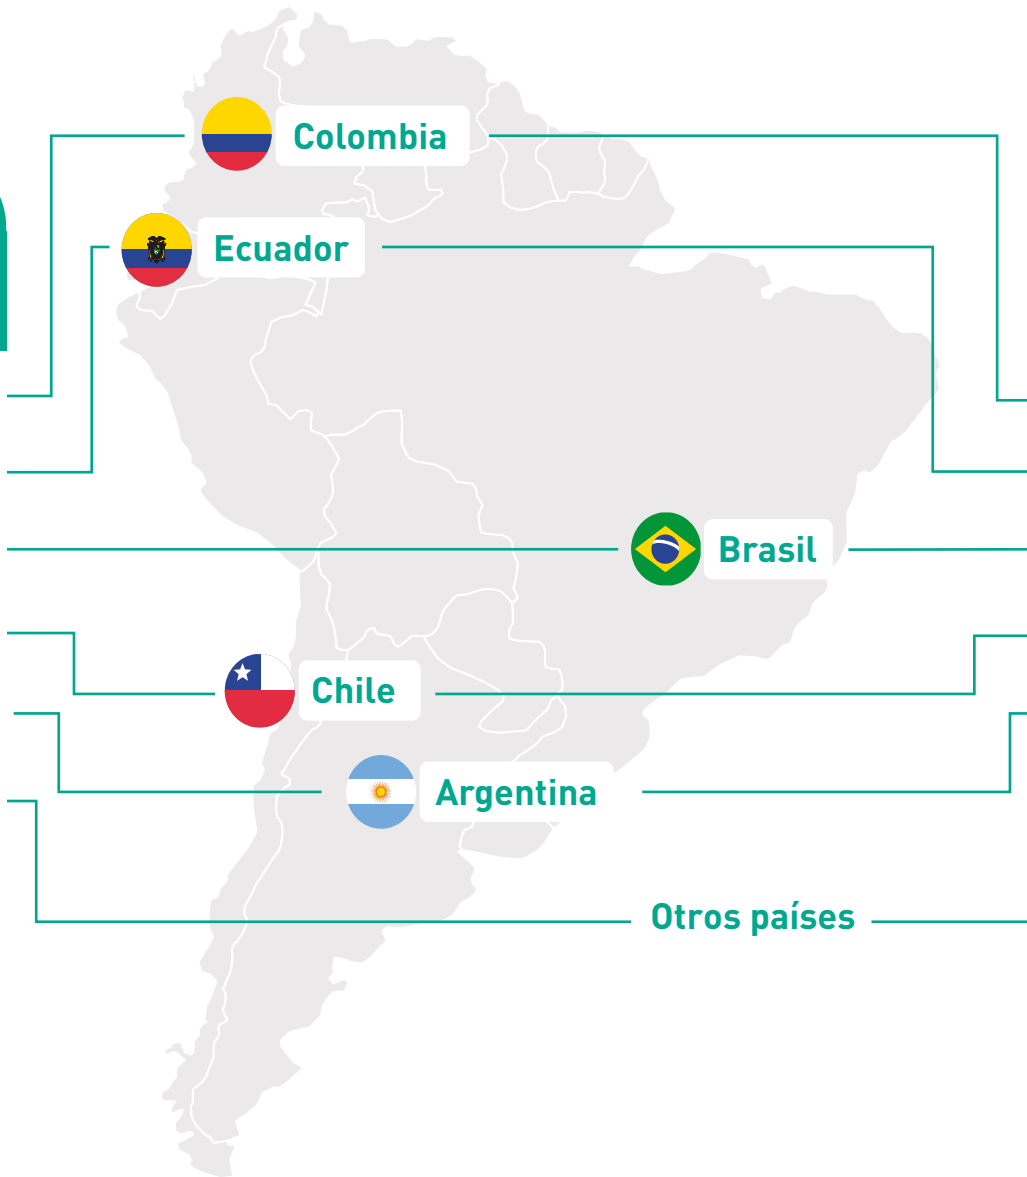 Colombia
Ecuador
Brasil
Chile
Argentina
Otros países